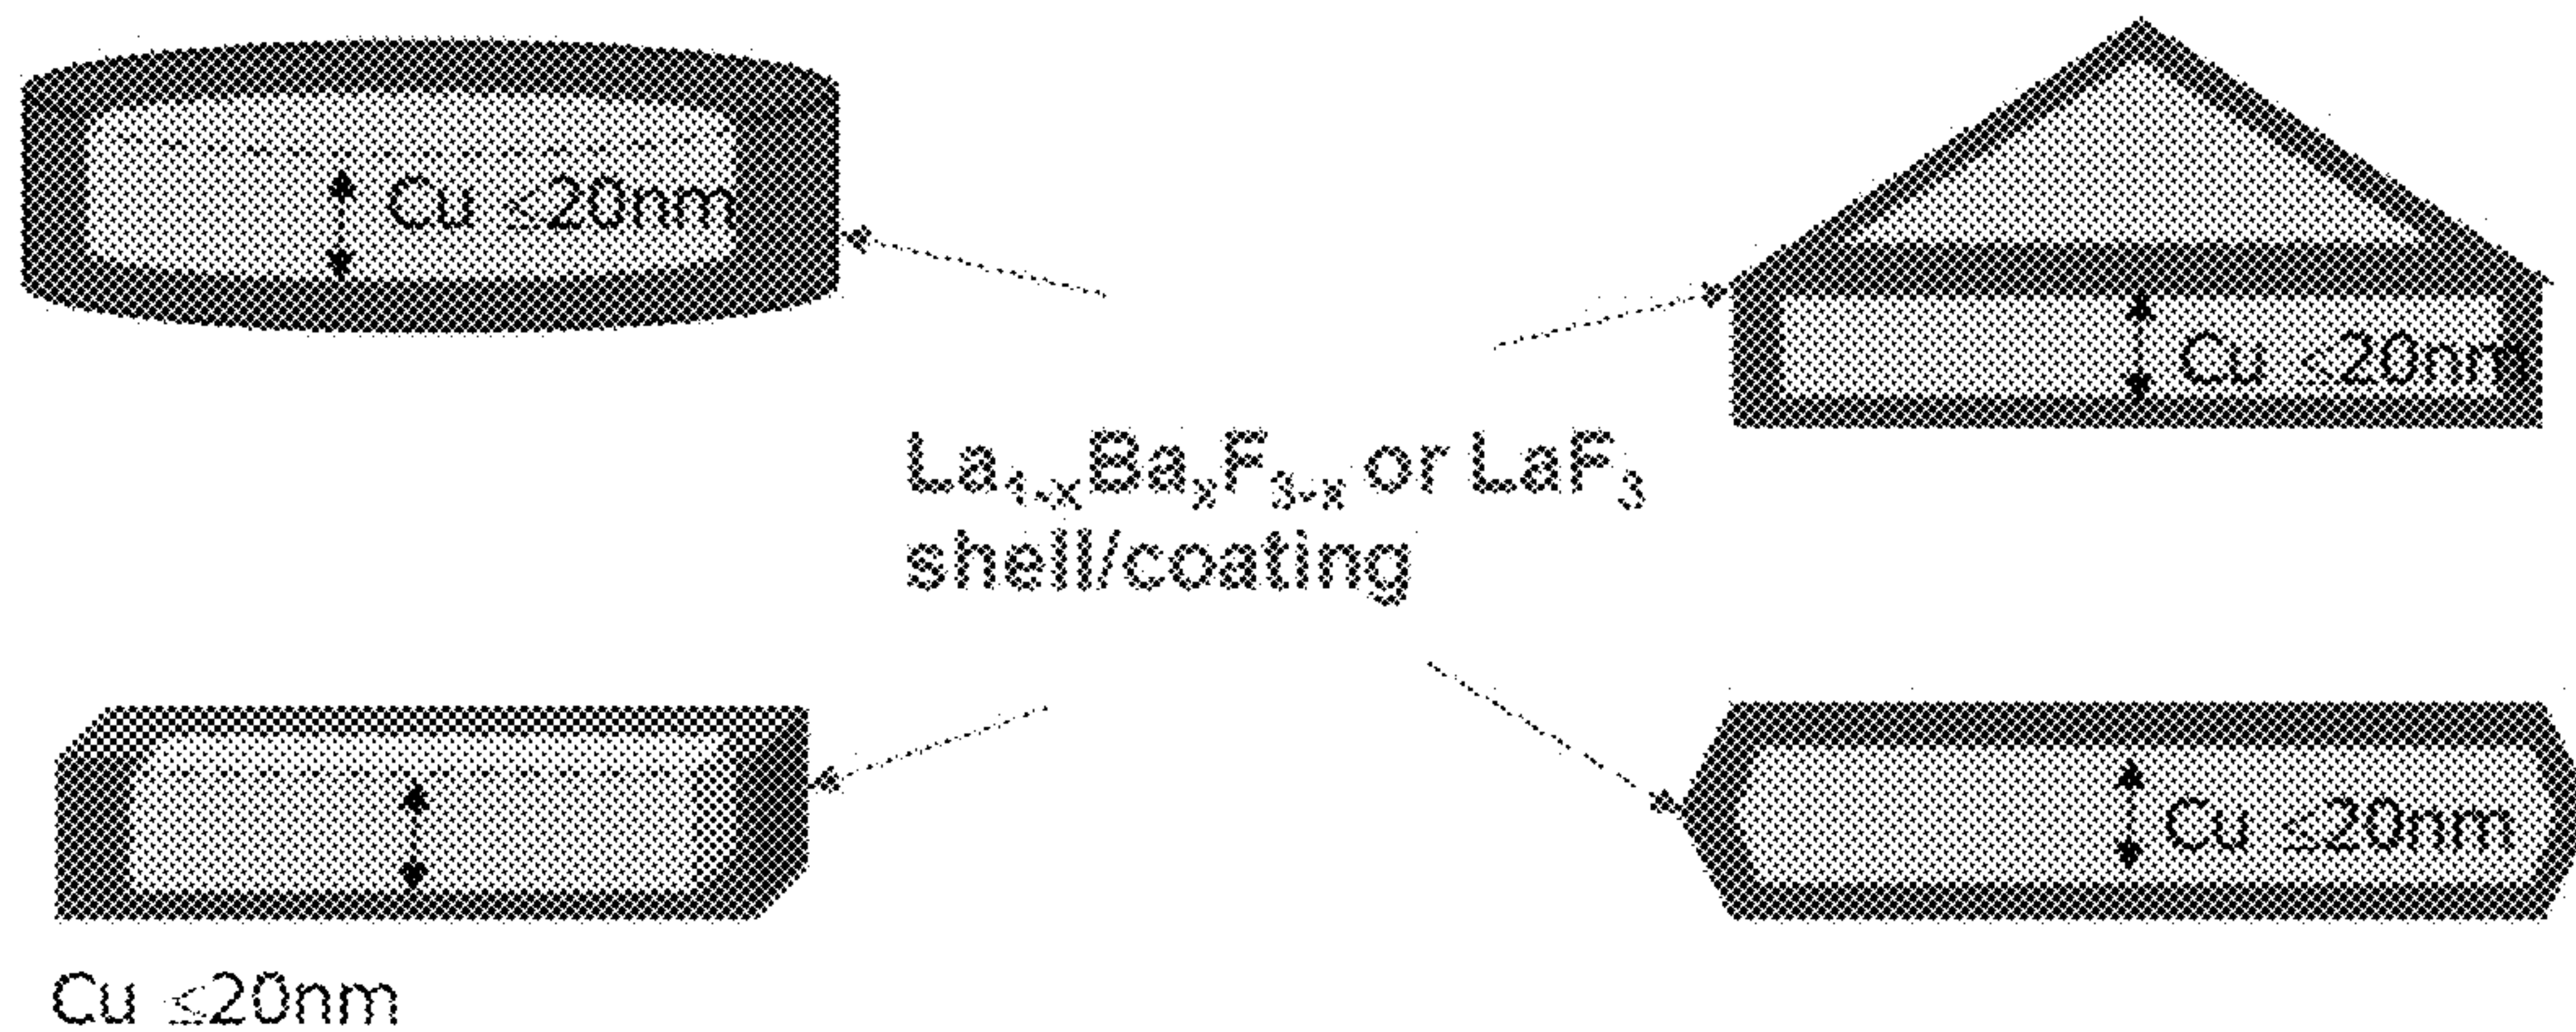 Cu ≤20nm
Cu ≤20nm
La₁₋ₓBaₓF₃₋ₓ or LaF₃
shell/coating
Cu ≤20nm
Cu ≤20nm